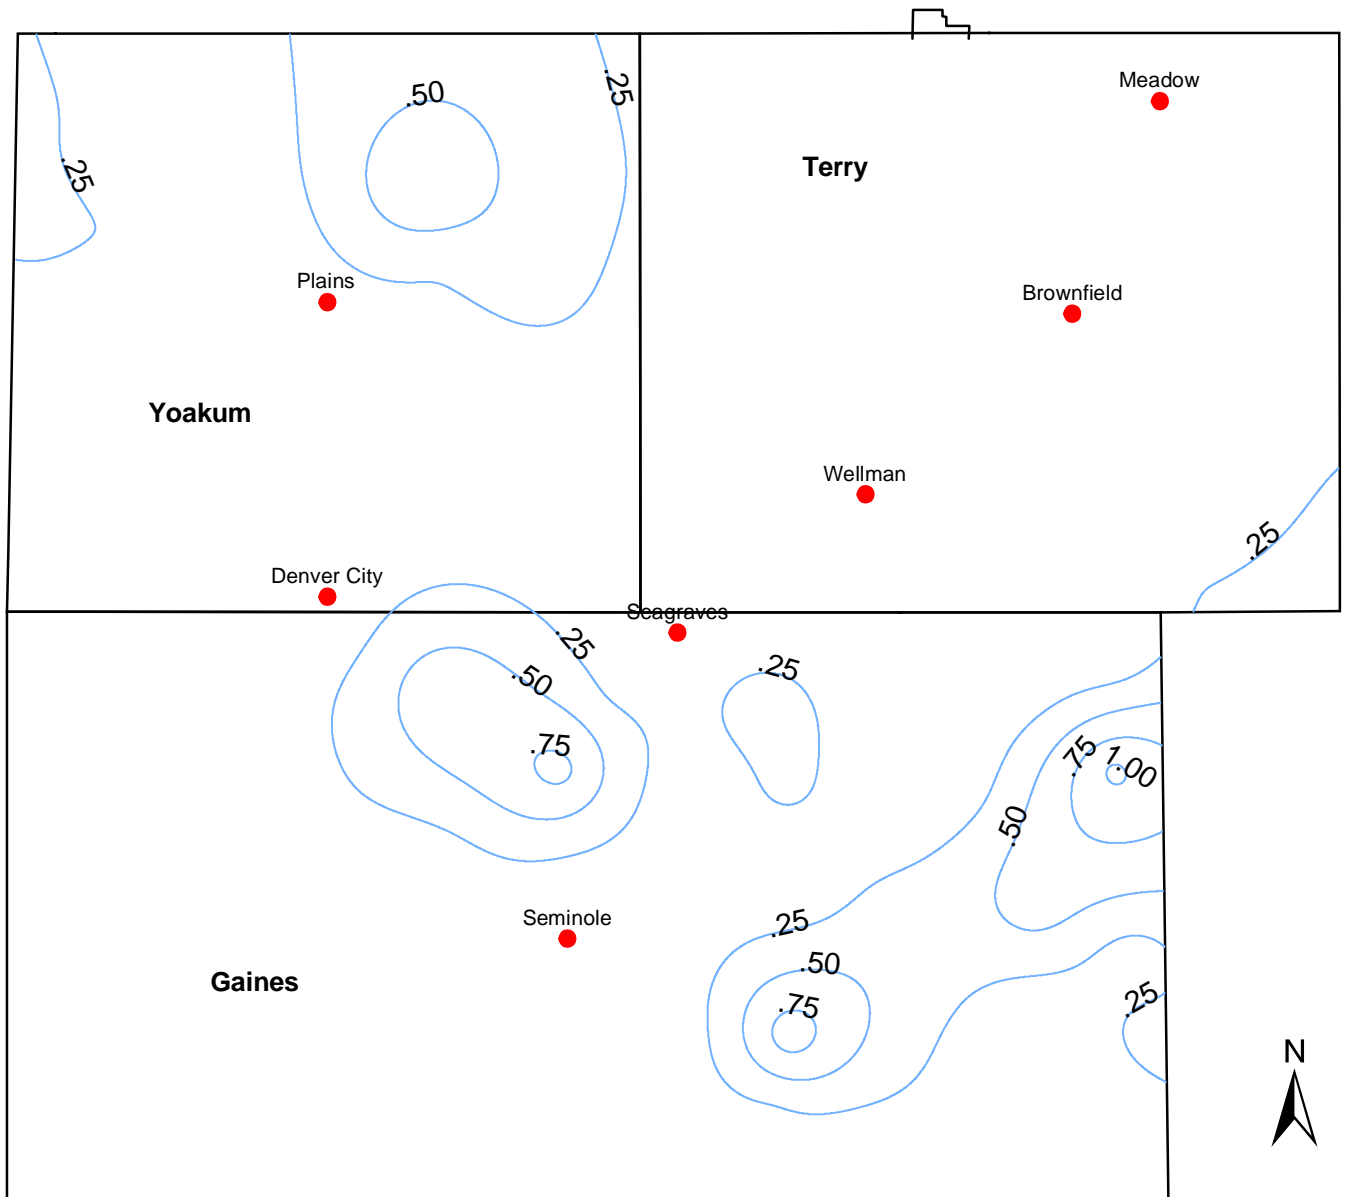 .50
.25
Meadow
.25
Terry
Plains
Brownfield
Yoakum
Wellman
.25
Denver City
Seagraves
.25
.50
.25
.75
.75
1.00
.50
Seminole
.25
.50
Gaines
.75
.25
N